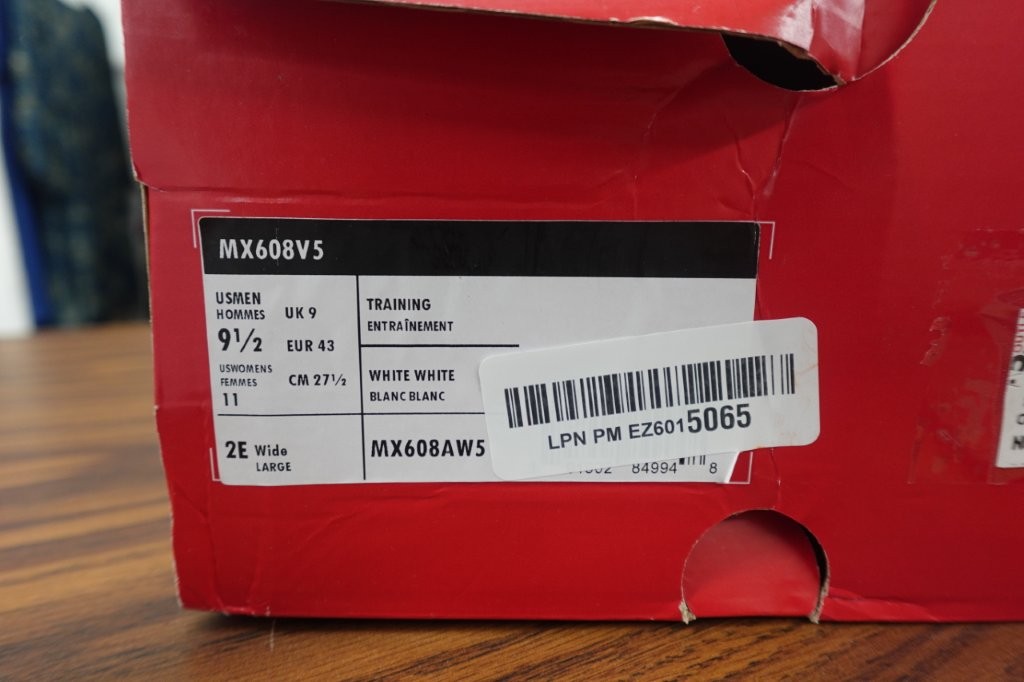 MX608V5
USMEN
HOMMES
UK 9
9½
EUR 43
USWOMENS
FEMMES
CM 27½
11
2E Wide
LARGE
TRAINING
ENTRAÎNEMENT
WHITE WHITE
BLANC BLANC
MX608AW5
LPN PM EZ6015065
84994 8